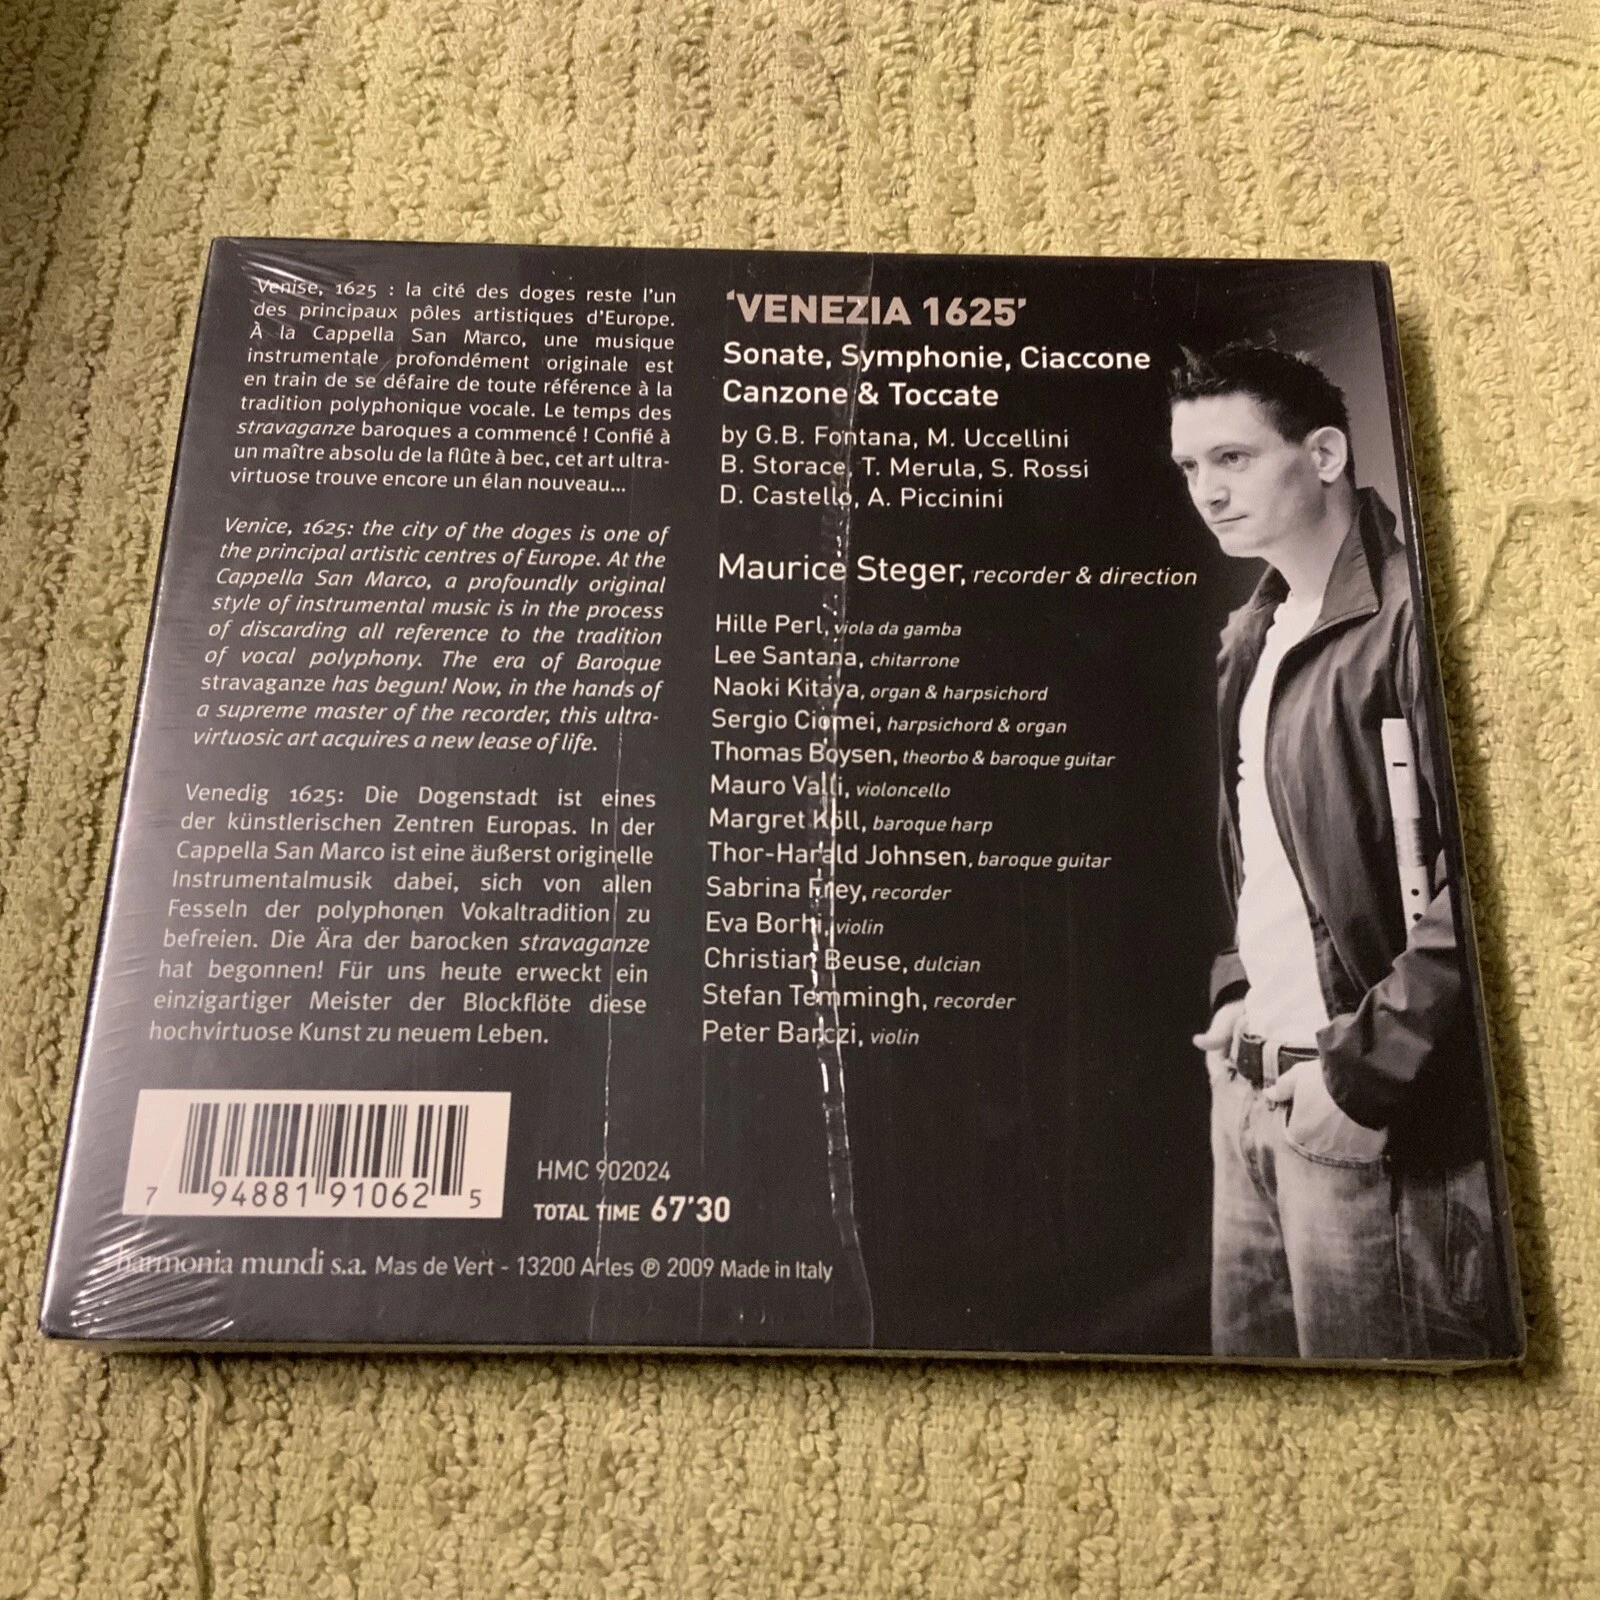 Venise, 1625 : la cité des doges reste l'un
des principaux pôles artistiques d'Europe.
À la Cappella San Marco, une musique
instrumentale profondément originale est
en train de se défaire de toute référence à la
tradition polyphonique vocale. Le temps des
stravaganze baroques a commencé ! Confié à
un maître absolu de la flûte à bec, cet art ultra-
virtuose trouve encore un élan nouveau...
Venice, 1625: the city of the doges is one of
the principal artistic centres of Europe. At the
Cappella San Marco, a profoundly original
style of instrumental music is in the process
of discarding all reference to the tradition
of vocal polyphony. The era of Baroque
stravaganze has begun! Now, in the hands of
a supreme master of the recorder, this ultra-
virtuosic art acquires a new lease of life.
Venedig 1625: Die Dogenstadt ist eines
der künstlerischen Zentren Europas. In der
Cappella San Marco ist eine äußerst originelle
Instrumentalmusik dabei, sich von allen
Fesseln der polyphonen Vokaltradition zu
befreien. Die Ära der barocken stravaganze
hat begonnen! Für uns heute erweckt ein
einzigartiger Meister der Blockflöte diese
hochvirtuose Kunst zu neuem Leben.
'VENEZIA 1625'
Sonate, Symphonie, Ciaccone
Canzone & Toccate
by G.B. Fontana, M. Uccellini
B. Storace, T. Merula, S. Rossi
D. Castello, A. Piccinini
Maurice Steger, recorder & direction
Hille Perl, viola da gamba
Lee Santana, chitarrone
Naoki Kitaya, organ & harpsichord
Sergio Ciomei, harpsichord & organ
Thomas Boysen, theorbo & baroque guitar
Mauro Valli, violoncello
Margret Köll, baroque harp
Thor-Harald Johnsen, baroque guitar
Sabrina Frey, recorder
Eva Borhi, violin
Christian Beuse, dulcian
Stefan Temmingh, recorder
Peter Barczi, violin
7 94881 91062 5
HMC 902024
TOTAL TIME 67'30
harmonia mundi s.a. Mas de Vert - 13200 Arles ℗ 2009 Made in Italy